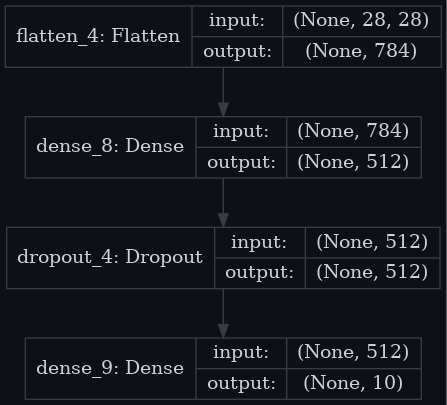 flatten_4: Flatten
input:
(None, 28, 28)
output:
(None, 784)
dense_8: Dense
input:
(None, 784)
output:
(None, 512)
dropout_4: Dropout
input:
(None, 512)
output:
(None, 512)
dense_9: Dense
input:
(None, 512)
output:
(None, 10)